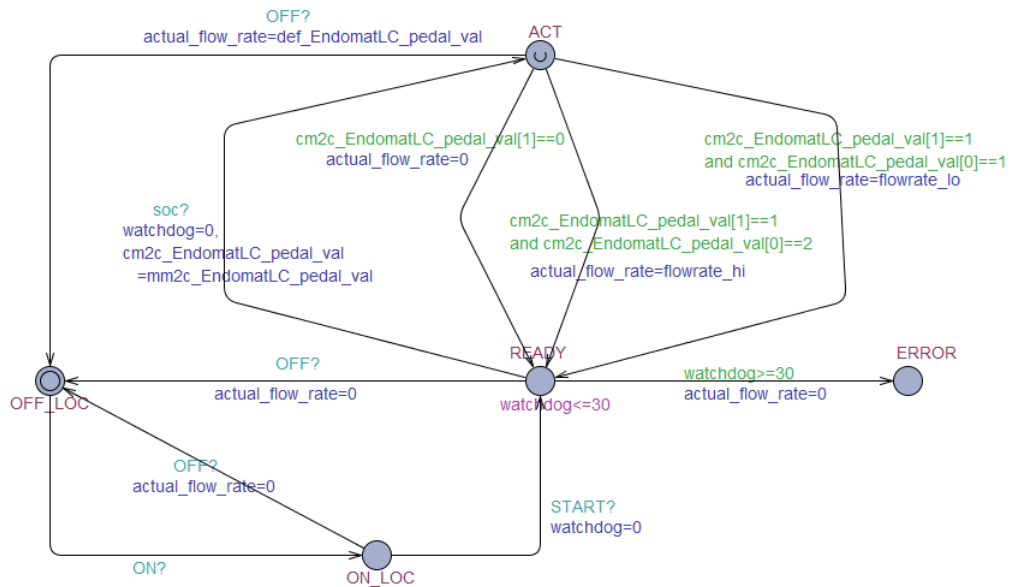 OFF?
actual_flow_rate=def_EndomatLC_pedal_val
ACT
cm2c_EndomatLC_pedal_val[1]==0
actual_flow_rate=0
cm2c_EndomatLC_pedal_val[1]==1
and cm2c_EndomatLC_pedal_val[0]==1
actual_flow_rate=flowrate_lo
soc?
watchdog=0,
cm2c_EndomatLC_pedal_val
=mm2c_EndomatLC_pedal_val
cm2c_EndomatLC_pedal_val[1]==1
and cm2c_EndomatLC_pedal_val[0]==2
actual_flow_rate=flowrate_hi
OFF?
actual_flow_rate=0
READY
watchdog<=30
watchdog>=30
actual_flow_rate=0
ERROR
OFF_LOC
OFF?
actual_flow_rate=0
START?
watchdog=0
ON?
ON_LOC